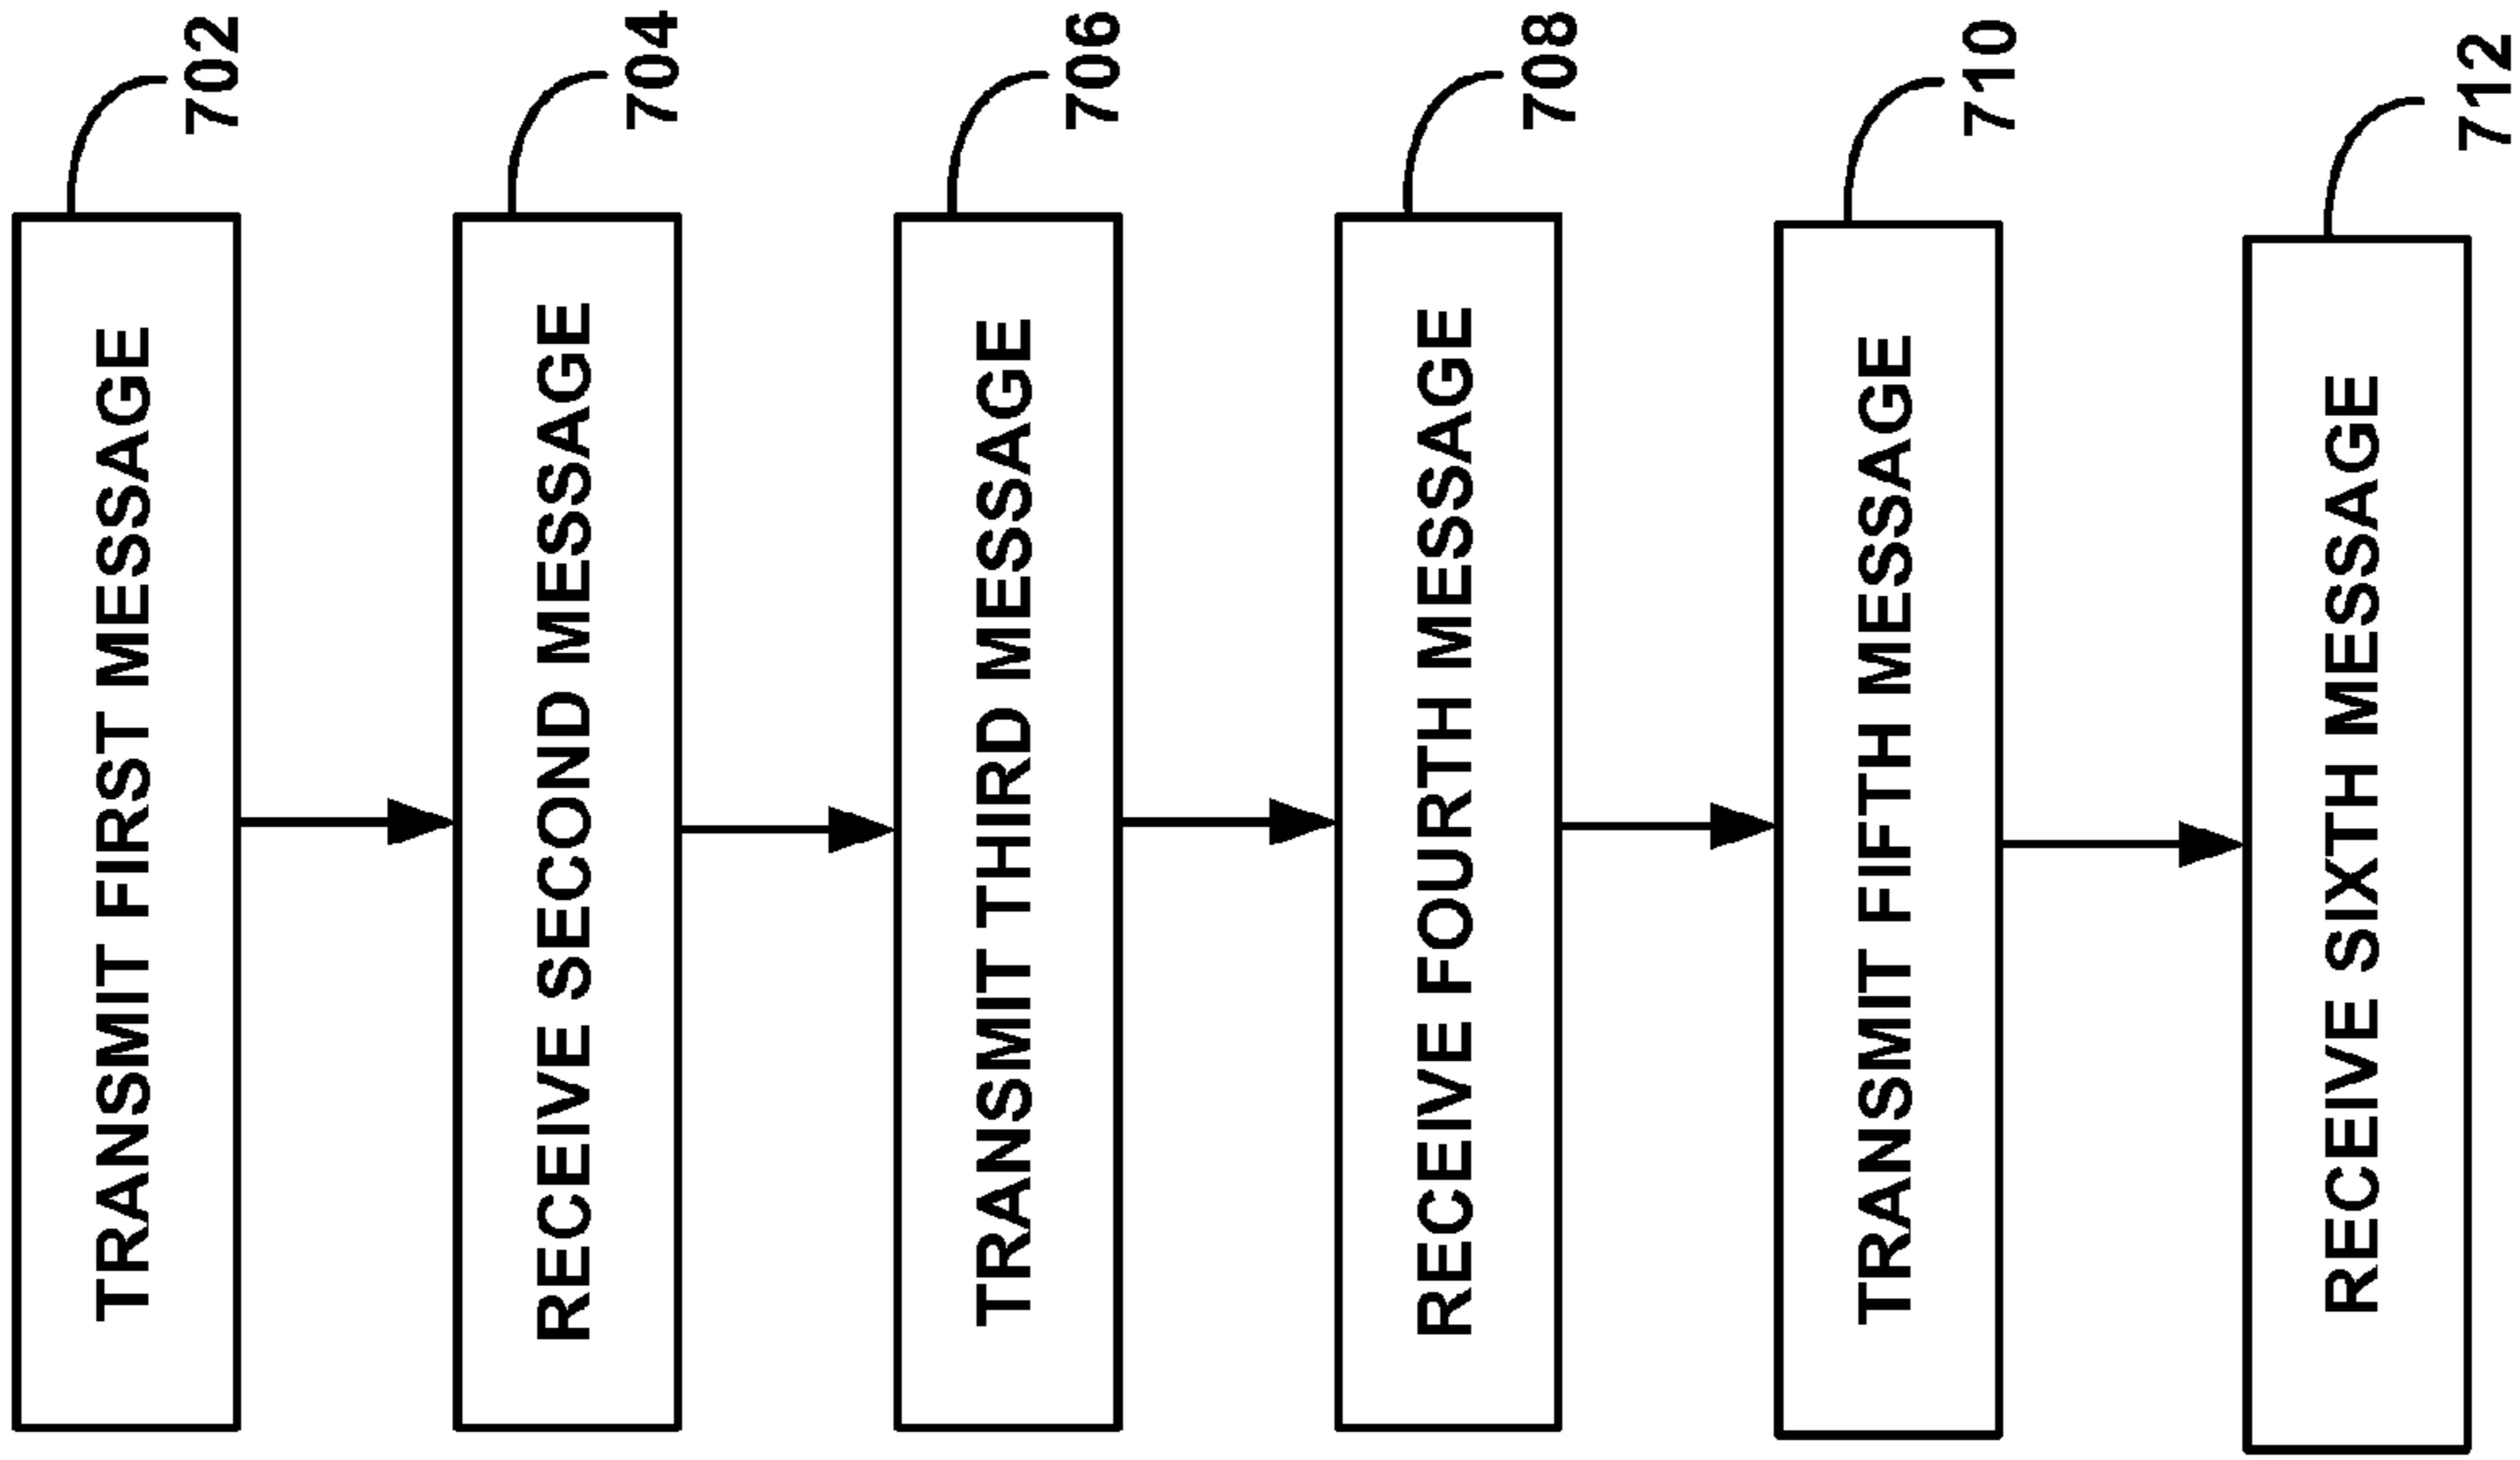 TRANSMIT FIRST MESSAGE
702
RECEIVE SECOND MESSAGE
704
TRANSMIT THIRD MESSAGE
706
RECEIVE FOURTH MESSAGE
708
TRANSMIT FIFTH MESSAGE
710
RECEIVE SIXTH MESSAGE
712